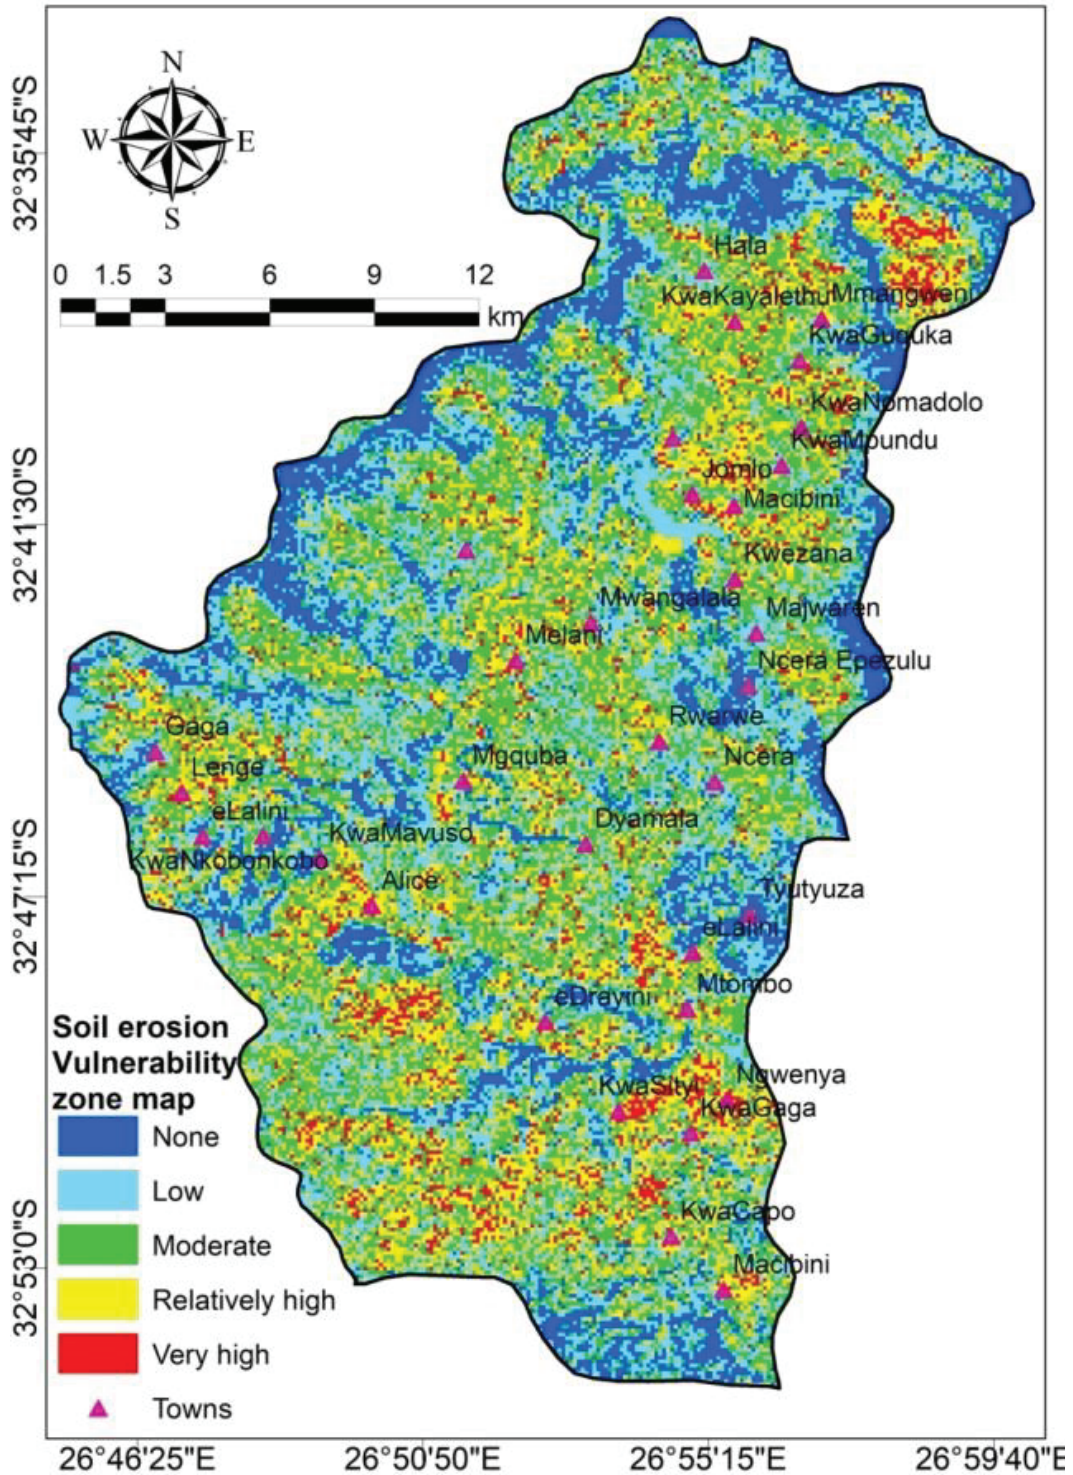 N
W E
S
0 1.5 3 6 9 12
km
32°35'45"S
32°41'30"S
32°47'15"S
32°53'0"S
Hala
KwaKayalethu
Mmangweni
KwaGuquka
KwaNomadolo
KwaMpundu
Jomlo
Macibini
Kwezana
Mwangalala
Majwaren
Melani
Ncera Epezulu
Rwarwe
Gaga
Mgquba
Ncera
Lenge
eLalini
Dyamala
KwaMavuso
KwaNkobonkobo
Alice
Tyutyuza
eLalini
Mtombo
eDrayini
Ngwenya
KwaSityi
KwaGaga
KwaCapo
Macibini
Soil erosion
Vulnerability
zone map
None
Low
Moderate
Relatively high
Very high
Towns
26°46'25"E 26°50'50"E 26°55'15"E 26°59'40"E